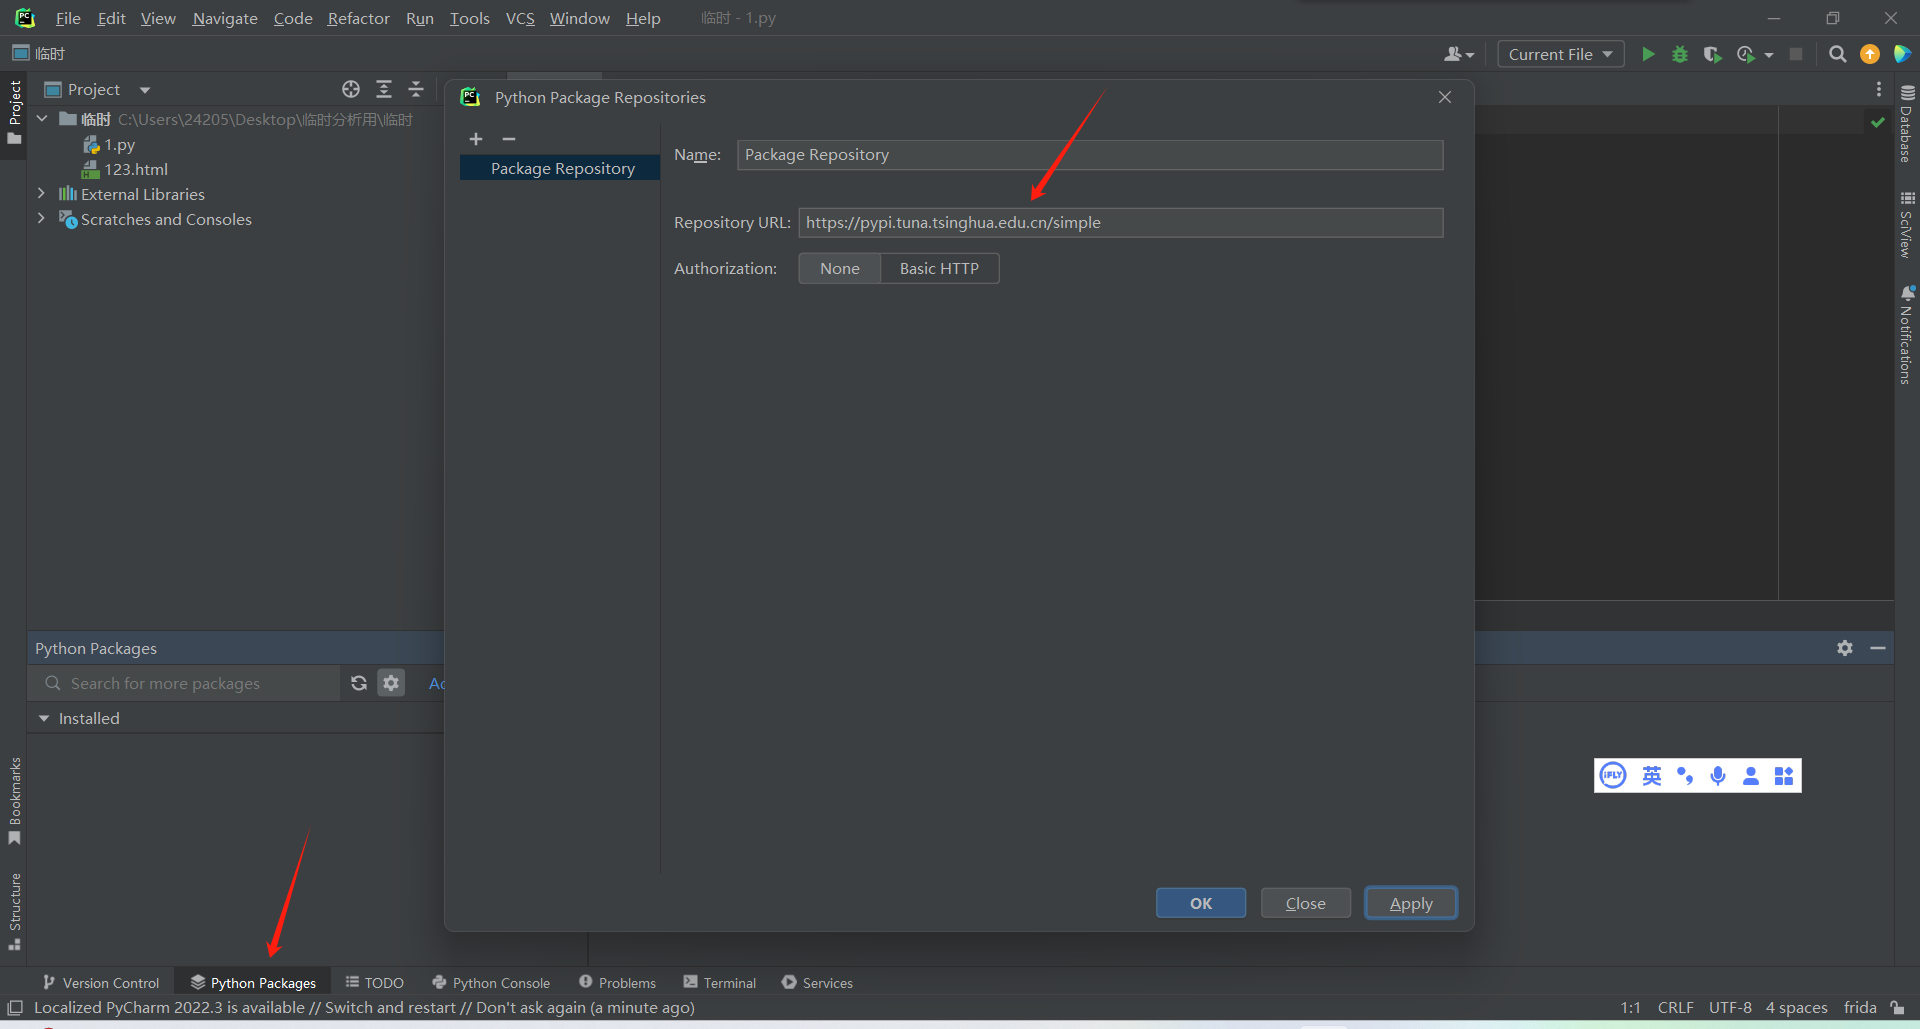 File Edit View Navigate Code Refactor Run Tools VCS Window Help 临时 - 1.py
临时
Current File
Project
Project
临时 C:\Users\24205\Desktop\临时分析用\临时
1.py
123.html
External Libraries
Scratches and Consoles
Python Package Repositories
Package Repository
Name: Package Repository
Repository URL: https://pypi.tuna.tsinghua.edu.cn/simple
Authorization: None Basic HTTP
OK Close Apply
Database
SciView
Notifications
Python Packages
Search for more packages
Installed
Bookmarks
Structure
iFLY 英
Version Control Python Packages TODO Python Console Problems Terminal Services
Localized PyCharm 2022.3 is available // Switch and restart // Don't ask again (a minute ago)
1:1 CRLF UTF-8 4 spaces frida